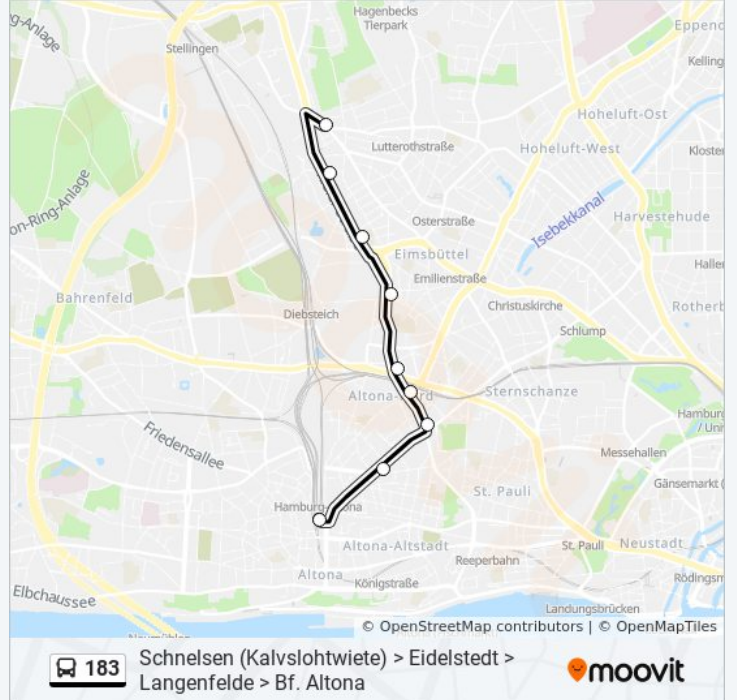 Hagenbecks
Tierpark
g-Anlage
Stellingen
Eppend
Kelling
Hoheluft-Ost
Lutterothstraße
Hoheluft-West
Kloster
on-Ring-Anlage
Isebekkanal
Harvestehude
Osterstraße
Eimsbüttel
Haller
Emilienstraße
Bahrenfeld
Christuskirche
Rotherb
Diebsteich
Schlump
Sternschanze
Altona-Nord
Hamburg
/ Univ
Friedensallee
Messehallen
Gänsemarkt (
St. Pauli
Hamburg-Altona
Altona-Altstadt
St. Pauli
Neustadt
Reeperbahn
Altona
Königstraße
Rödingsm
Elbchaussee
Landungsbrücken
© OpenStreetMap contributors | © OpenMapTiles
183
Schnelsen (Kalvslohtwiete) > Eidelstedt >
Langenfelde > Bf. Altona
moovit